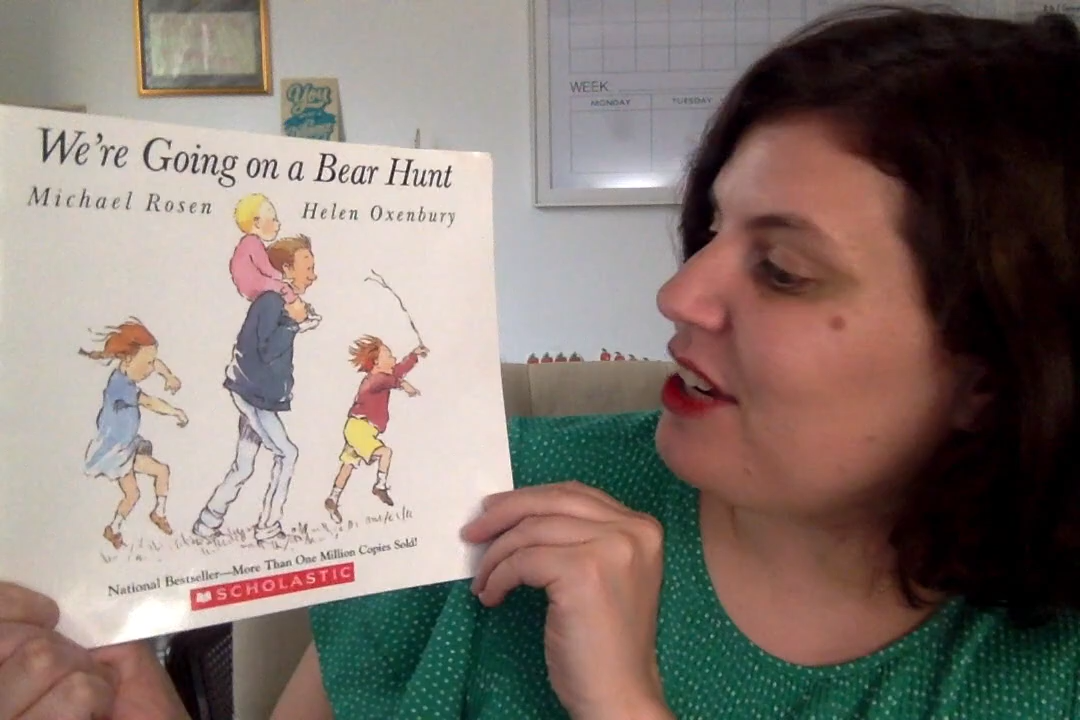 We're Going on a Bear Hunt
Michael Rosen
Helen Oxenbury
National Bestseller—More Than One Million Copies Sold!
SCHOLASTIC
You
WEEK
MONDAY
TUESDAY